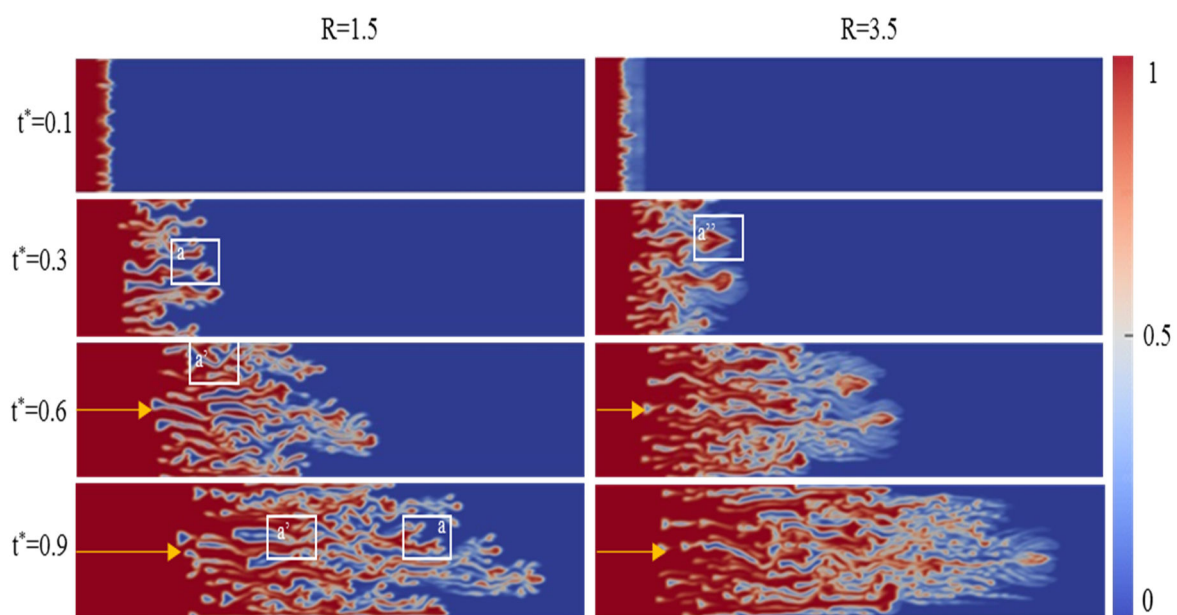 R=1.5
R=3.5
1
t*=0.1
t*=0.3
a
a’’
0.5
t*=0.6
a’
t*=0.9
a’
a
0